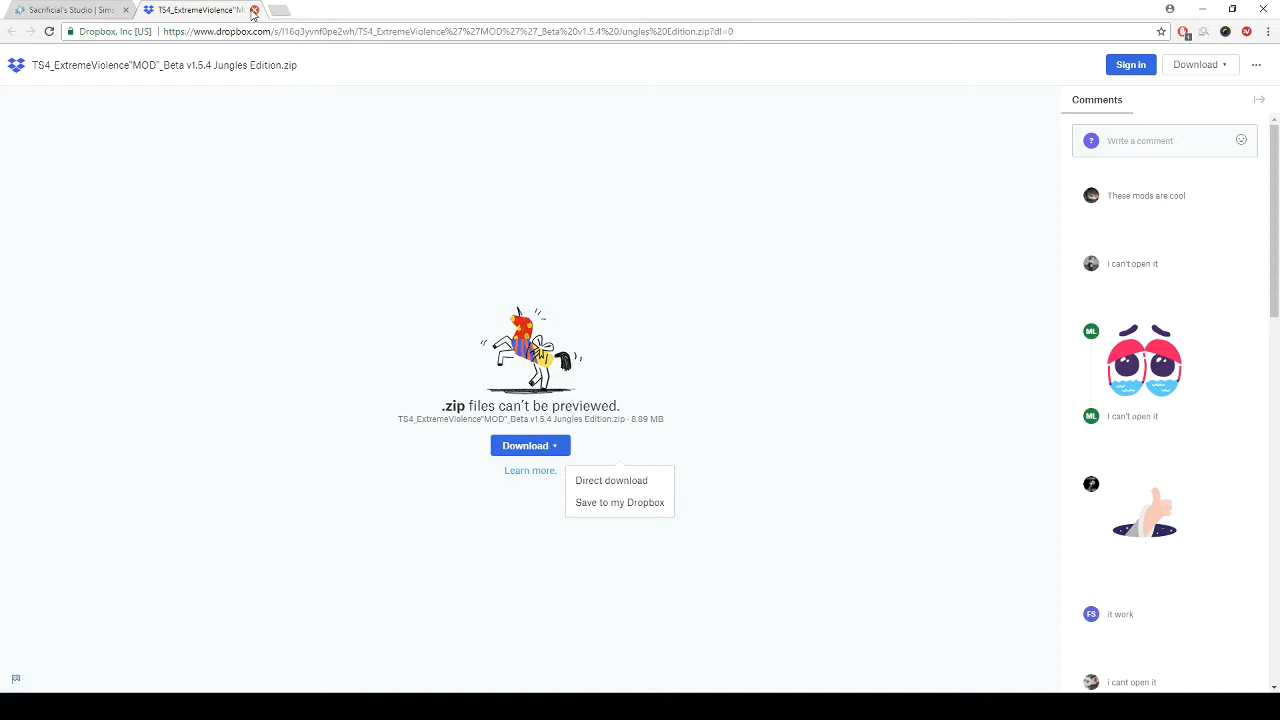 Sacrificial's Studio | Sims
TS4_ExtremeViolence"M
Dropbox, Inc [US]
https://www.dropbox.com/s/l16q3yvnf0pe2wh/TS4_ExtremeViolence%27%27MOD%27%27_Beta%20v1.5.4%20Jungles%20Edition.zip?dl=0
TS4_ExtremeViolence"MOD"_Beta v1.5.4 Jungles Edition.zip
Sign in
Download
Comments
?
Write a comment
These mods are cool
i can't open it
ML
ML
I can't open it
FS
it work
i cant open it
.zip files can't be previewed.
TS4_ExtremeViolence"MOD"_Beta v1.5.4 Jungles Edition.zip · 6.89 MB
Download
Learn more.
Direct download
Save to my Dropbox